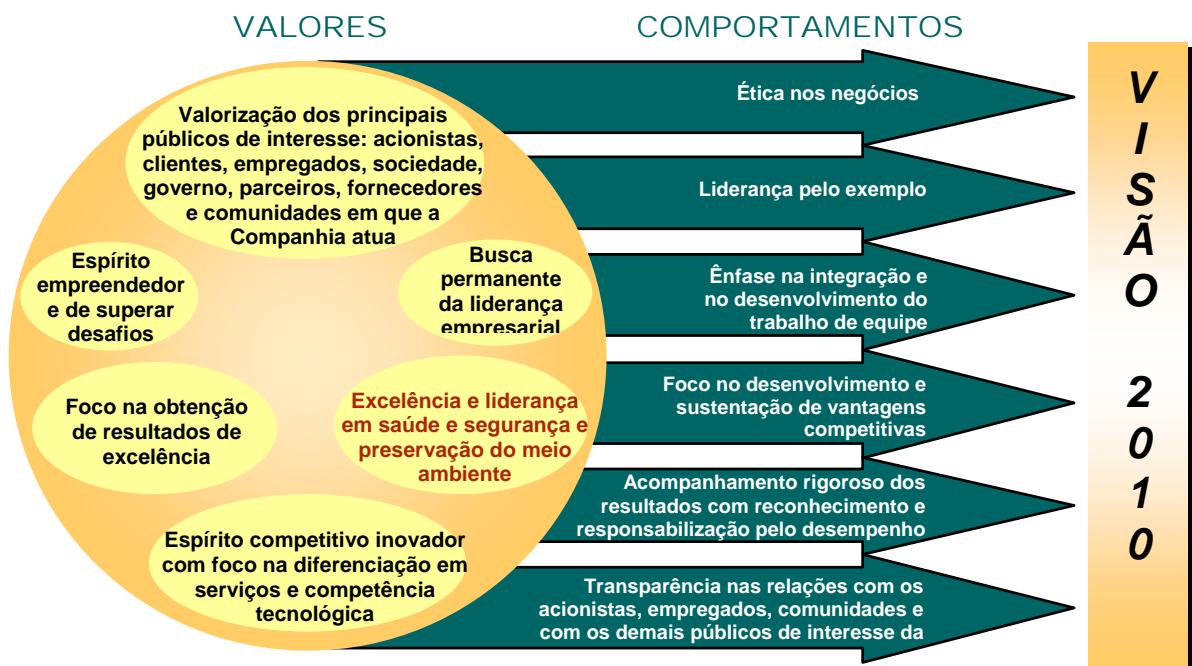 VALORES
COMPORTAMENTOS
Valorização dos principais
públicos de interesse: acionistas,
clientes, empregados, sociedade,
governo, parceiros, fornecedores
e comunidades em que a
Companhia atua
Espírito
empreendedor
e de superar
desafios
Busca
permanente
da liderança
empresarial
Foco na obtenção
de resultados de
excelência
Excelência e liderança
em saúde e segurança e
preservação do meio
ambiente
Espírito competitivo inovador
com foco na diferenciação em
serviços e competência
tecnológica
Ética nos negócios
Liderança pelo exemplo
Ênfase na integração e
no desenvolvimento do
trabalho de equipe
Foco no desenvolvimento e
sustentação de vantagens
competitivas
Acompanhamento rigoroso dos
resultados com reconhecimento e
responsabilização pelo desempenho
Transparência nas relações com os
acionistas, empregados, comunidades e
com os demais públicos de interesse da
VISÃO 2010